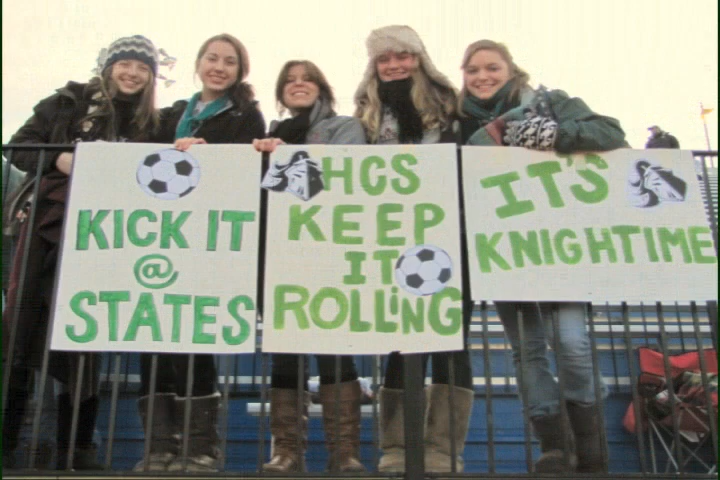 KICK IT
@
STATES
HCS
KEEP
IT
ROLLiNG
IT'S
KNIGHTIME